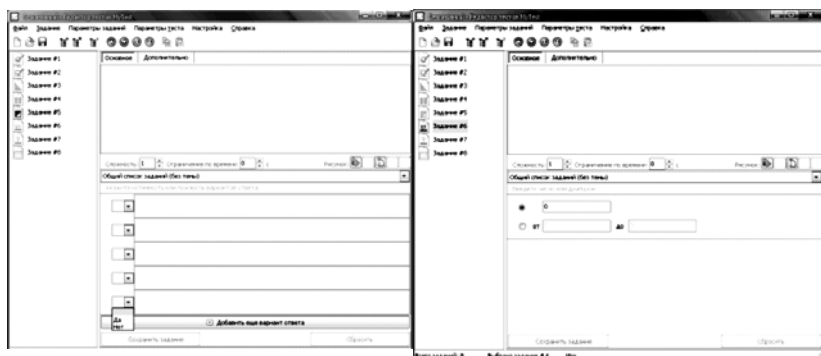 Файл Задание Параметры заданий Параметры теста Настройка Справка
Задание #1
Задание #2
Задание #3
Задание #4
Задание #5
Задание #6
Задание #7
Задание #8
Основное Дополнительно
Сложность: 1 Ограничение по времени: 0 с Рисунок:
Общий список заданий (без темы)
Да
Нет
Добавить еще вариант ответа
Сохранить задание Сбросить
Файл Задание Параметры заданий Параметры теста Настройка Справка
Задание #1
Задание #2
Задание #3
Задание #4
Задание #5
Задание #6
Задание #7
Задание #8
Основное Дополнительно
Сложность: 1 Ограничение по времени: 0 с Рисунок:
Общий список заданий (без темы)
0
от до
Сохранить задание Сбросить